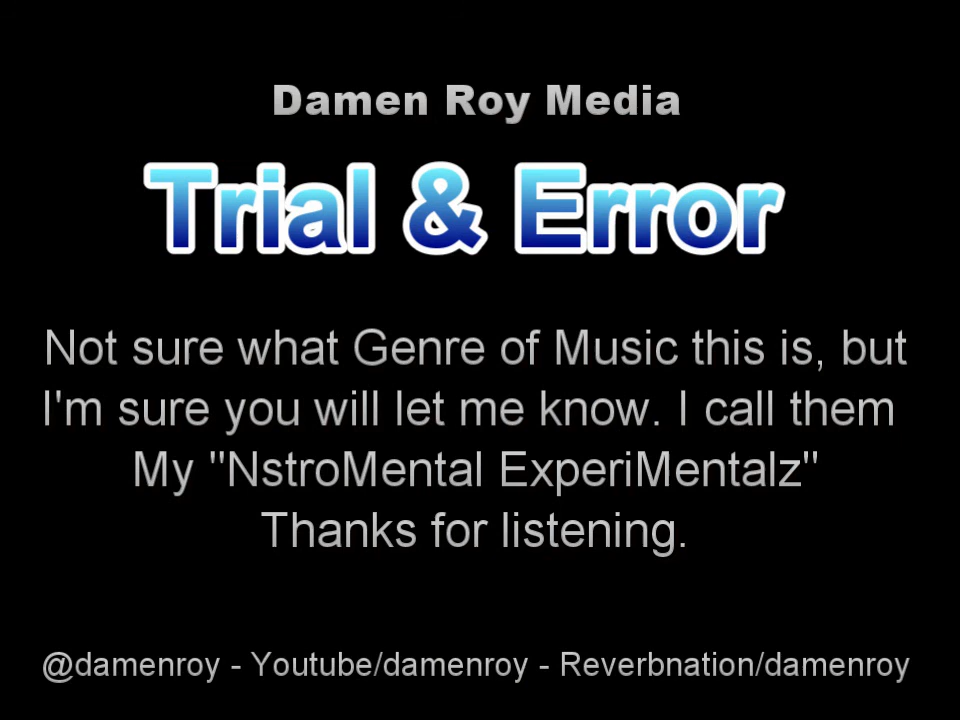 Damen Roy Media
Trial & Error
Not sure what Genre of Music this is, but
I'm sure you will let me know. I call them
My "NstroMental ExperiMentalz"
Thanks for listening.
@damenroy - Youtube/damenroy - Reverbnation/damenroy